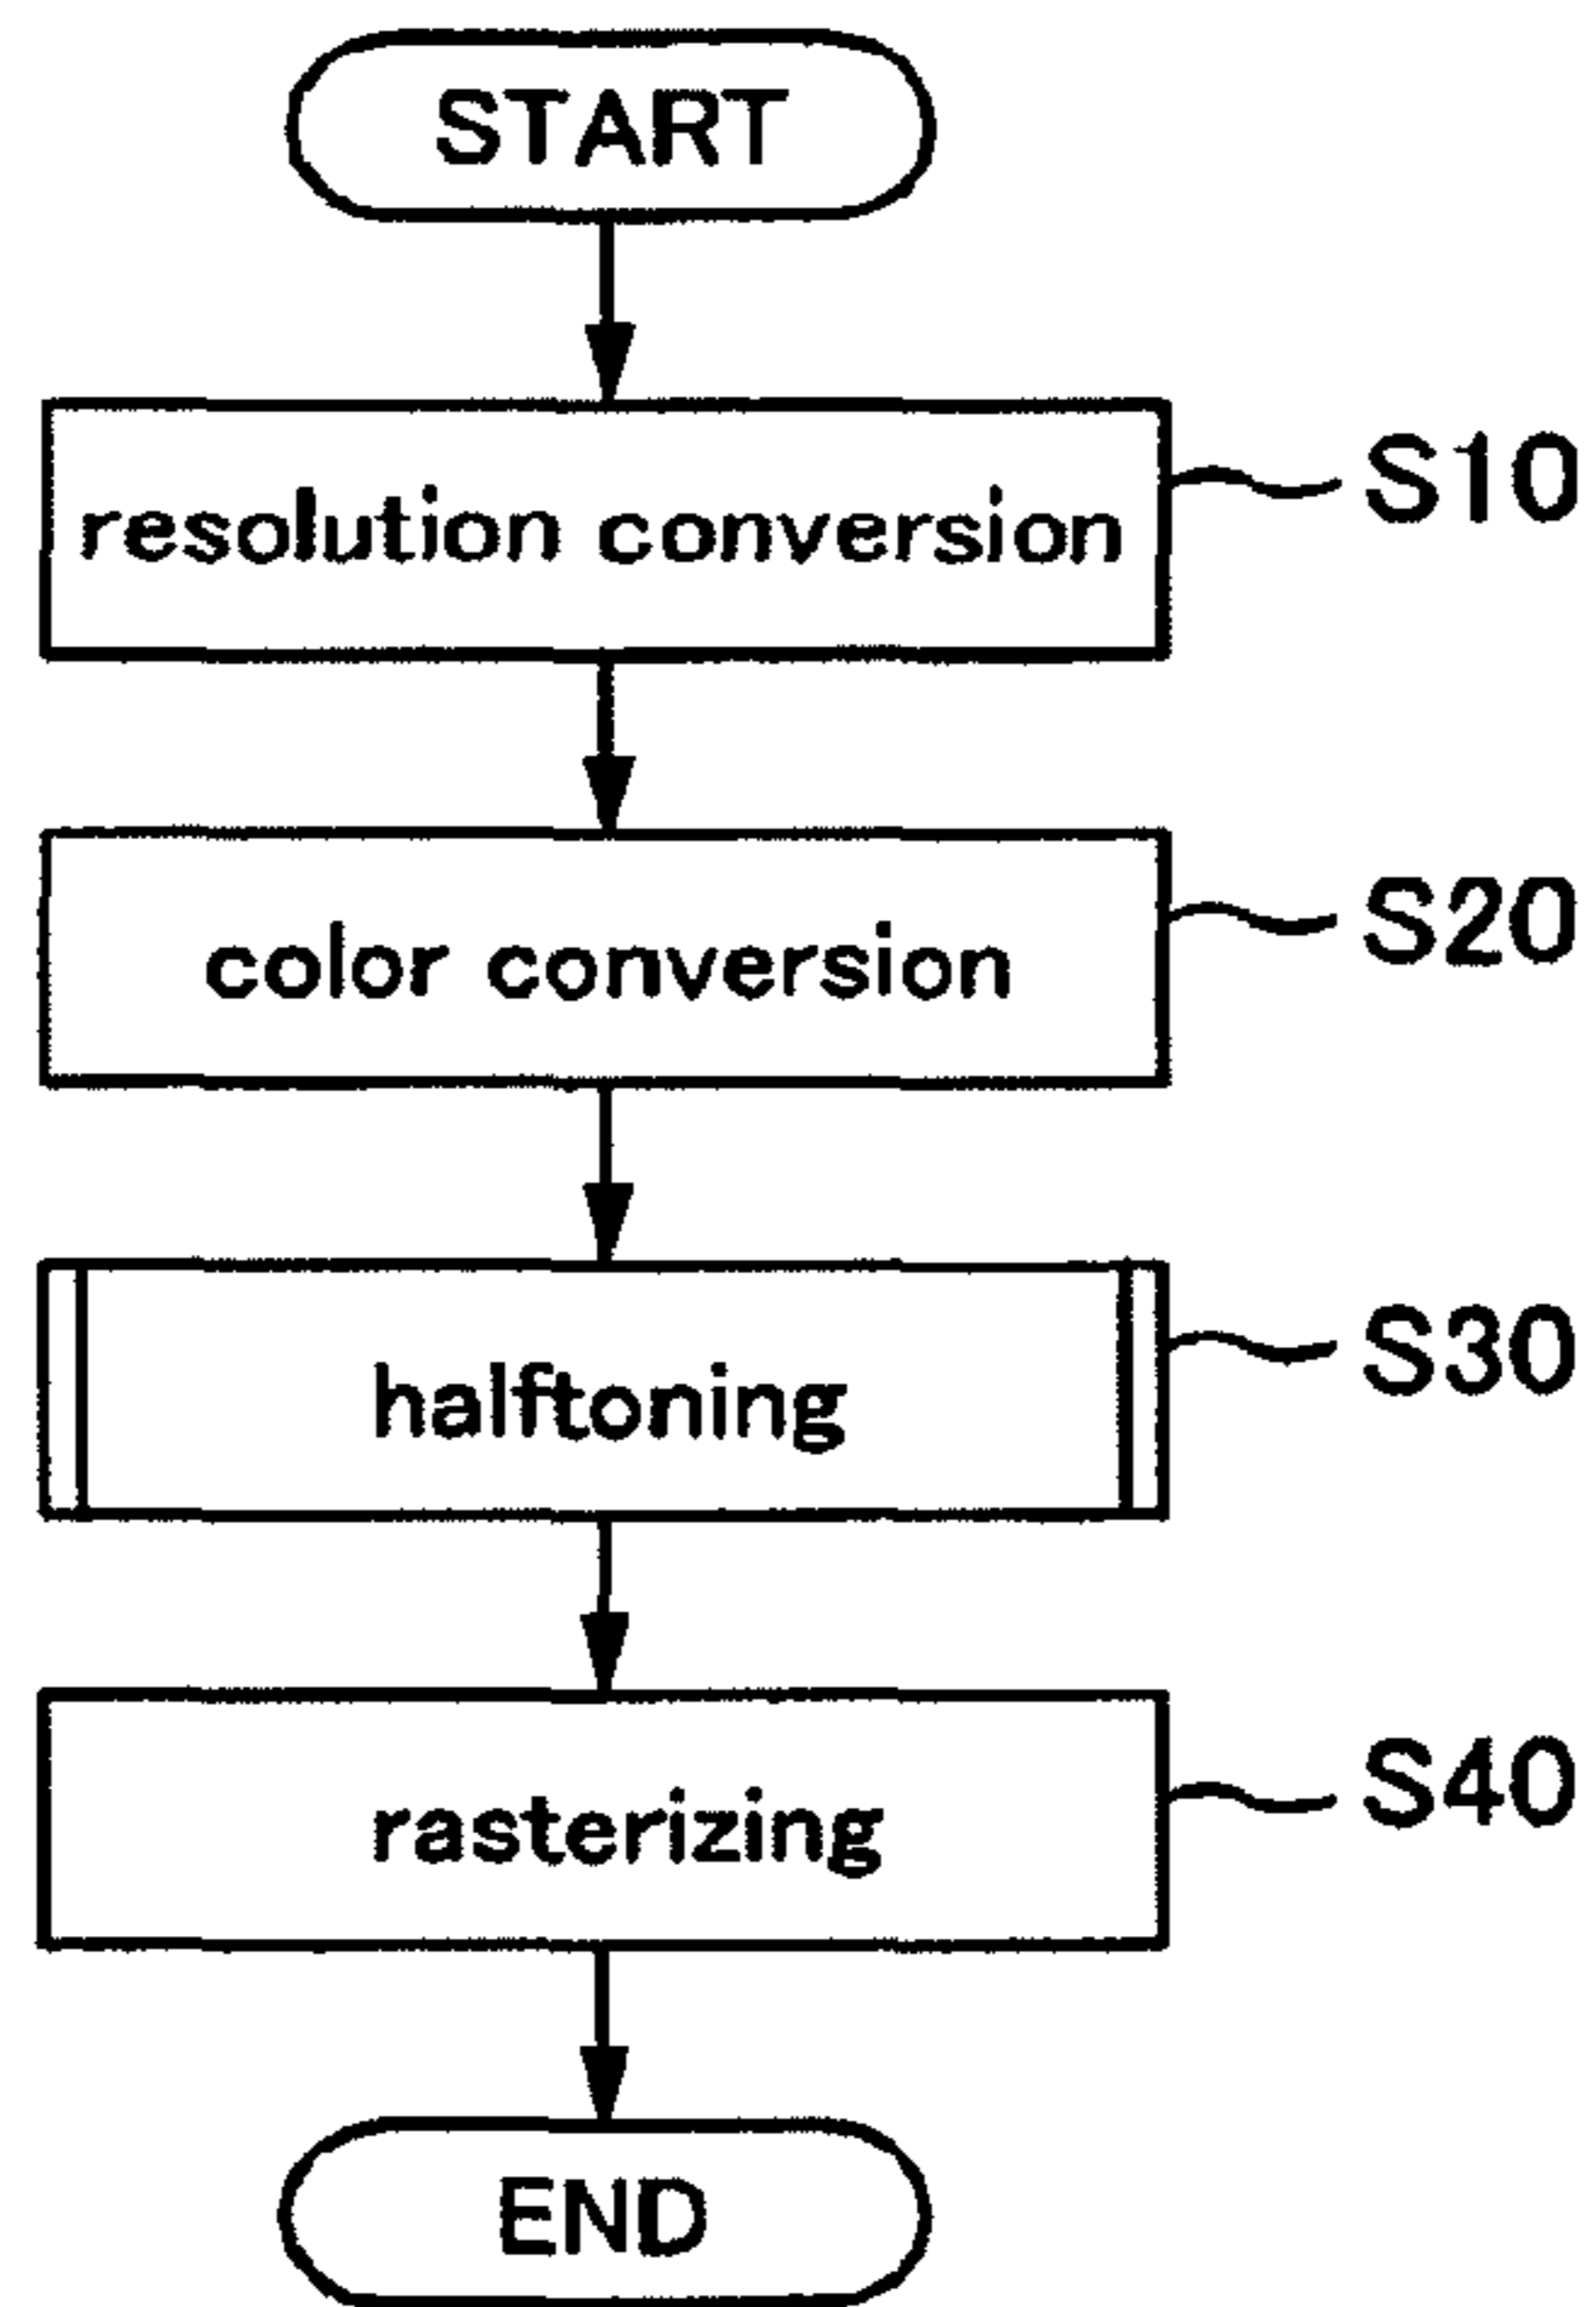 START
resolution conversion
S10
color conversion
S20
halftoning
S30
rasterizing
S40
END